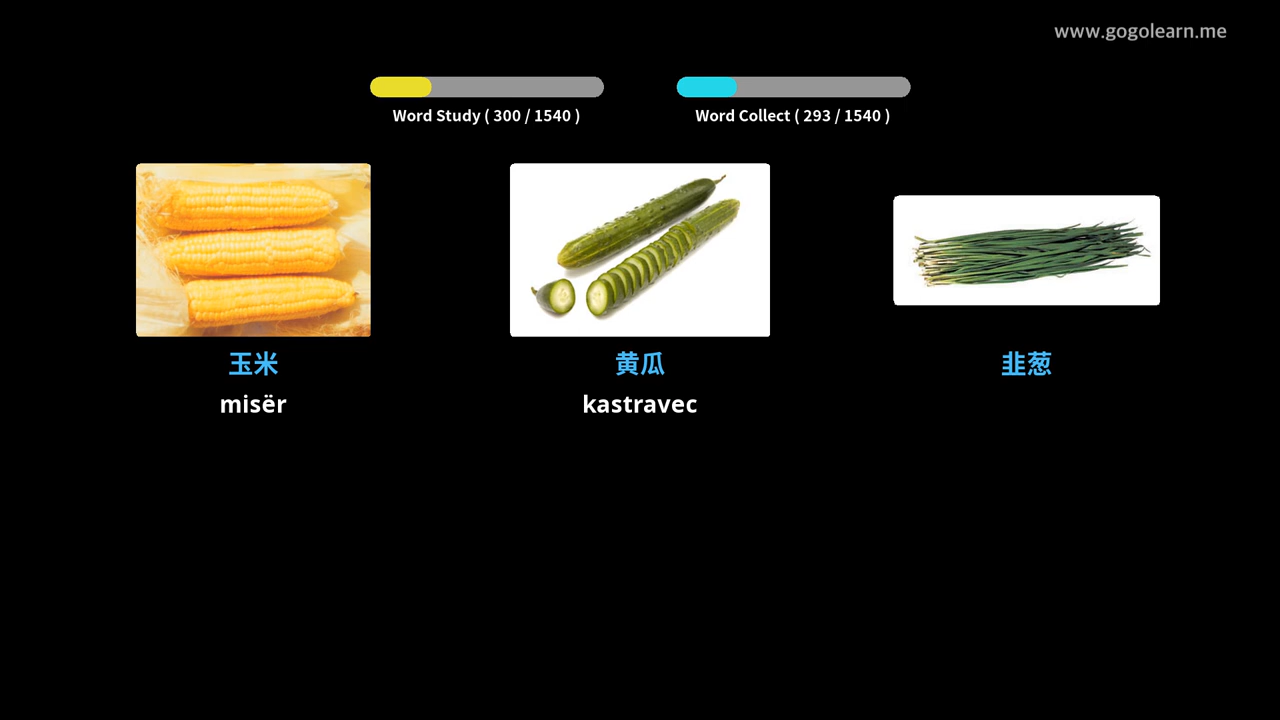 www.gogolearn.me
Word Study ( 300 / 1540 )
Word Collect ( 293 / 1540 )
玉米
黄瓜
韭葱
misër
kastravec